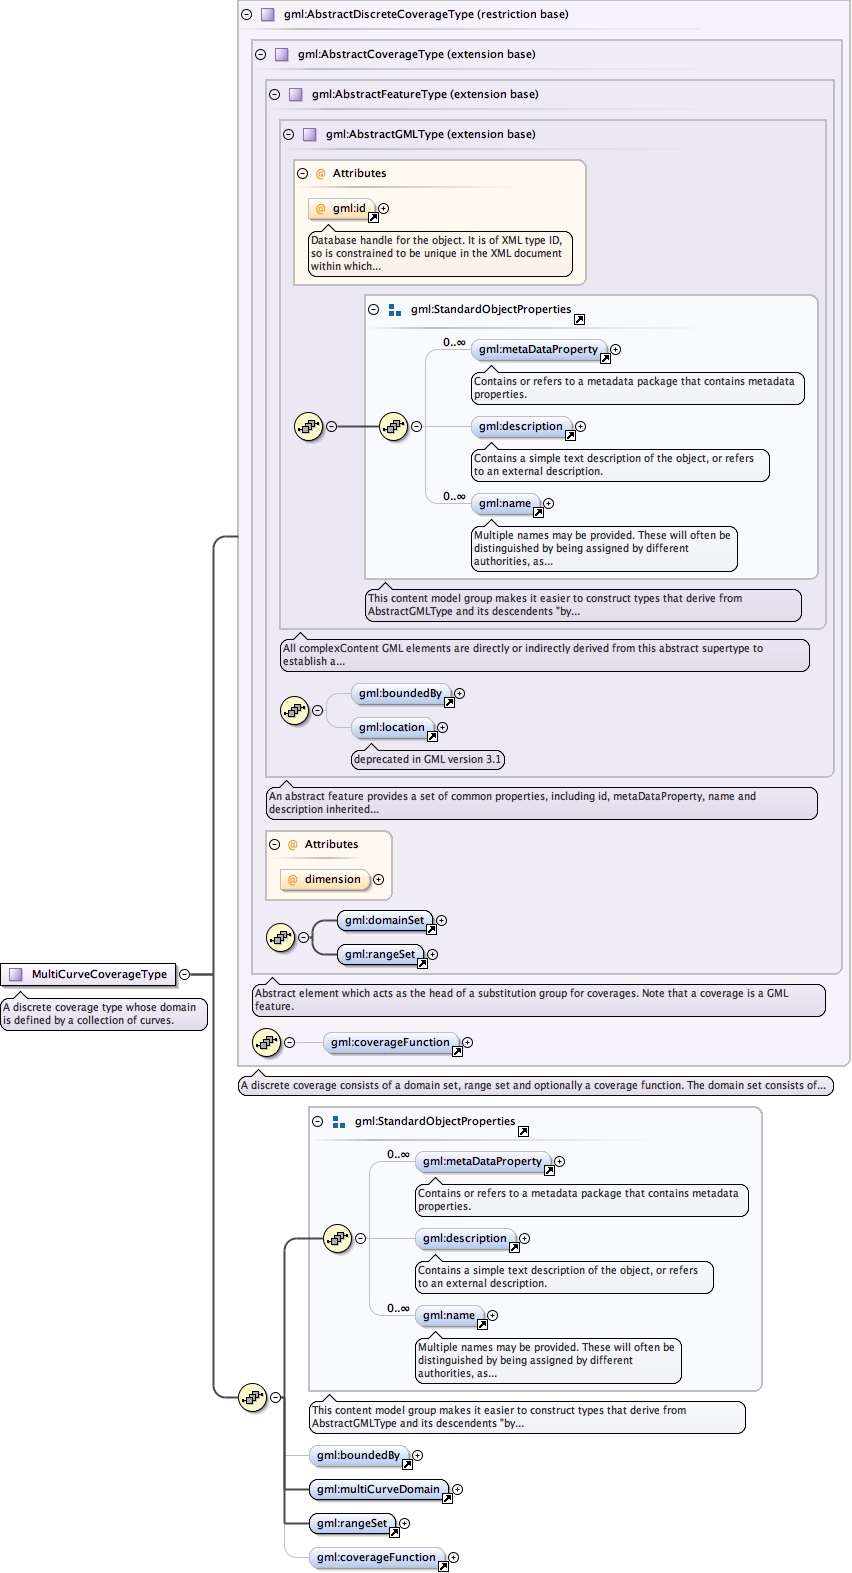 gml:AbstractDiscreteCoverageType (restriction base)
gml:AbstractCoverageType (extension base)
gml:AbstractFeatureType (extension base)
gml:AbstractGMLType (extension base)
@ Attributes
@ gml:id
Database handle for the object. It is of XML type ID,
so is constrained to be unique in the XML document
within which...
gml:StandardObjectProperties
0..∞
gml:metaDataProperty
Contains or refers to a metadata package that contains metadata
properties.
gml:description
Contains a simple text description of the object, or refers
to an external description.
0..∞
gml:name
Multiple names may be provided. These will often be
distinguished by being assigned by different
authorities, as...
This content model group makes it easier to construct types that derive from
AbstractGMLType and its descendents "by...
All complexContent GML elements are directly or indirectly derived from this abstract supertype to
establish a...
gml:boundedBy
gml:location
deprecated in GML version 3.1
An abstract feature provides a set of common properties, including id, metaDataProperty, name and
description inherited...
@ Attributes
@ dimension
gml:domainSet
gml:rangeSet
MultiCurveCoverageType
A discrete coverage type whose domain
is defined by a collection of curves.
Abstract element which acts as the head of a substitution group for coverages. Note that a coverage is a GML
feature.
gml:coverageFunction
A discrete coverage consists of a domain set, range set and optionally a coverage function. The domain set consists of...
gml:StandardObjectProperties
0..∞
gml:metaDataProperty
Contains or refers to a metadata package that contains metadata
properties.
gml:description
Contains a simple text description of the object, or refers
to an external description.
0..∞
gml:name
Multiple names may be provided. These will often be
distinguished by being assigned by different
authorities, as...
This content model group makes it easier to construct types that derive from
AbstractGMLType and its descendents "by...
gml:boundedBy
gml:multiCurveDomain
gml:rangeSet
gml:coverageFunction